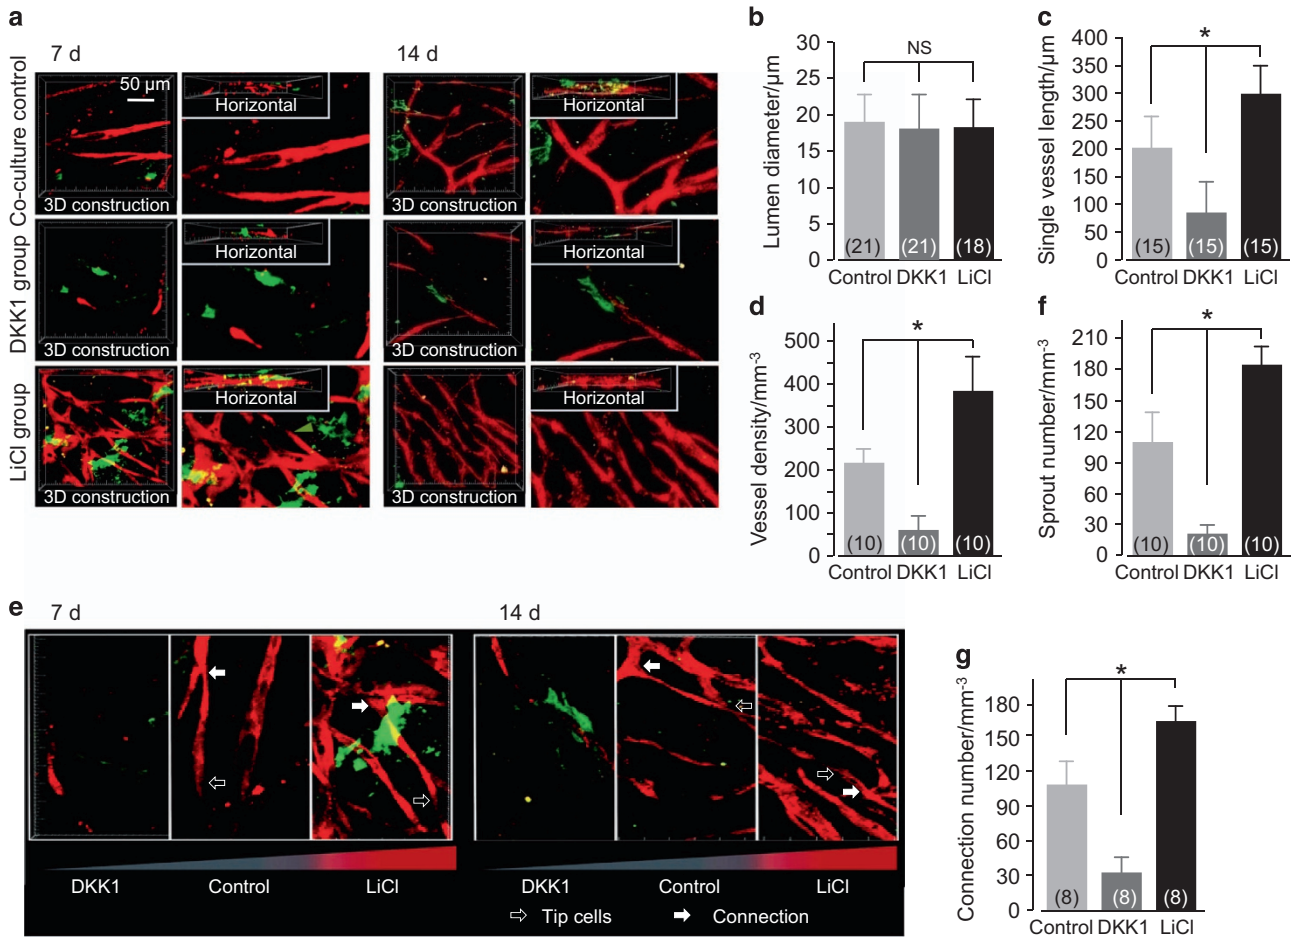 a
7 d
14 d
Co-culture control
50 µm
Horizontal
Horizontal
3D construction
3D construction
DKK1 group
Horizontal
Horizontal
3D construction
3D construction
LiCl group
Horizontal
Horizontal
3D construction
3D construction
b
Lumen diameter/µm
30
25
20
15
10
5
0
NS
(21) (21) (18)
Control DKK1 LiCl
c
Single vessel length/µm
400
350
300
250
200
150
100
50
0
*
(15) (15) (15)
Control DKK1 LiCl
d
Vessel density/mm-3
500
400
300
200
100
0
*
(10) (10) (10)
Control DKK1 LiCl
f
Sprout number/mm-3
210
180
150
120
90
60
30
0
*
(10) (10) (10)
Control DKK1 LiCl
e
7 d
14 d
DKK1 Control LiCl
DKK1 Control LiCl
Tip cells Connection
g
Connection number/mm-3
180
150
120
90
60
30
0
*
(8) (8) (8)
Control DKK1 LiCl